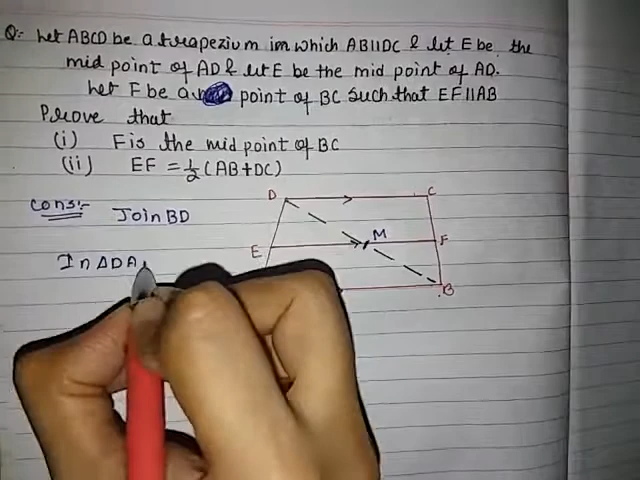 Q:- Let ABCD be a trapezium in which AB||DC & let E be the
mid point of AD & let E be the mid point of AD.
Let F be a point of BC such that EF||AB
Prove that
(i) F is the mid point of BC
(ii) EF = 1/2 (AB+DC)
Cons:- Join BD
D
C
M
E
F
B
In ΔDA